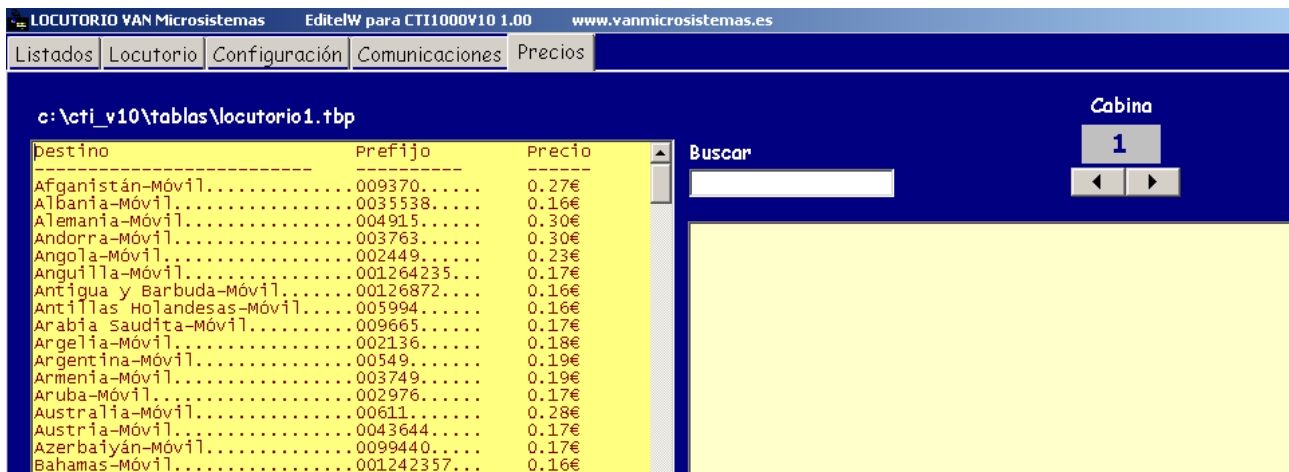 LOCUTORIO VAN Microsistemas EditelW para CTI1000V10 1.00 www.vanmicrosistemas.es
Listados Locutorio Configuración Comunicaciones Precios
Cabina
c:\cti_v10\tablas\locutorio1.tbp
1
Destino Prefijo Precio
Buscar
-------------------------- ---------- ------
Afganistán-Móvil..............009370...... 0.27€
Albania-Móvil.................0035538..... 0.16€
Alemania-Móvil................004915...... 0.30€
Andorra-Móvil.................003763...... 0.30€
Angola-Móvil..................002449...... 0.23€
Anguilla-Móvil................001264235... 0.17€
Antigua y Barbuda-Móvil.......00126872.... 0.16€
Antillas Holandesas-Móvil.....005994...... 0.16€
Arabia Saudita-Móvil..........009665...... 0.17€
Argelia-Móvil.................002136...... 0.18€
Argentina-Móvil...............00549....... 0.19€
Armenia-Móvil.................003749...... 0.19€
Aruba-Móvil...................002976...... 0.17€
Australia-Móvil...............00611....... 0.28€
Austria-Móvil.................0043644..... 0.17€
Azerbaiyán-Móvil..............0099440..... 0.17€
Bahamas-Móvil.................001242357... 0.16€